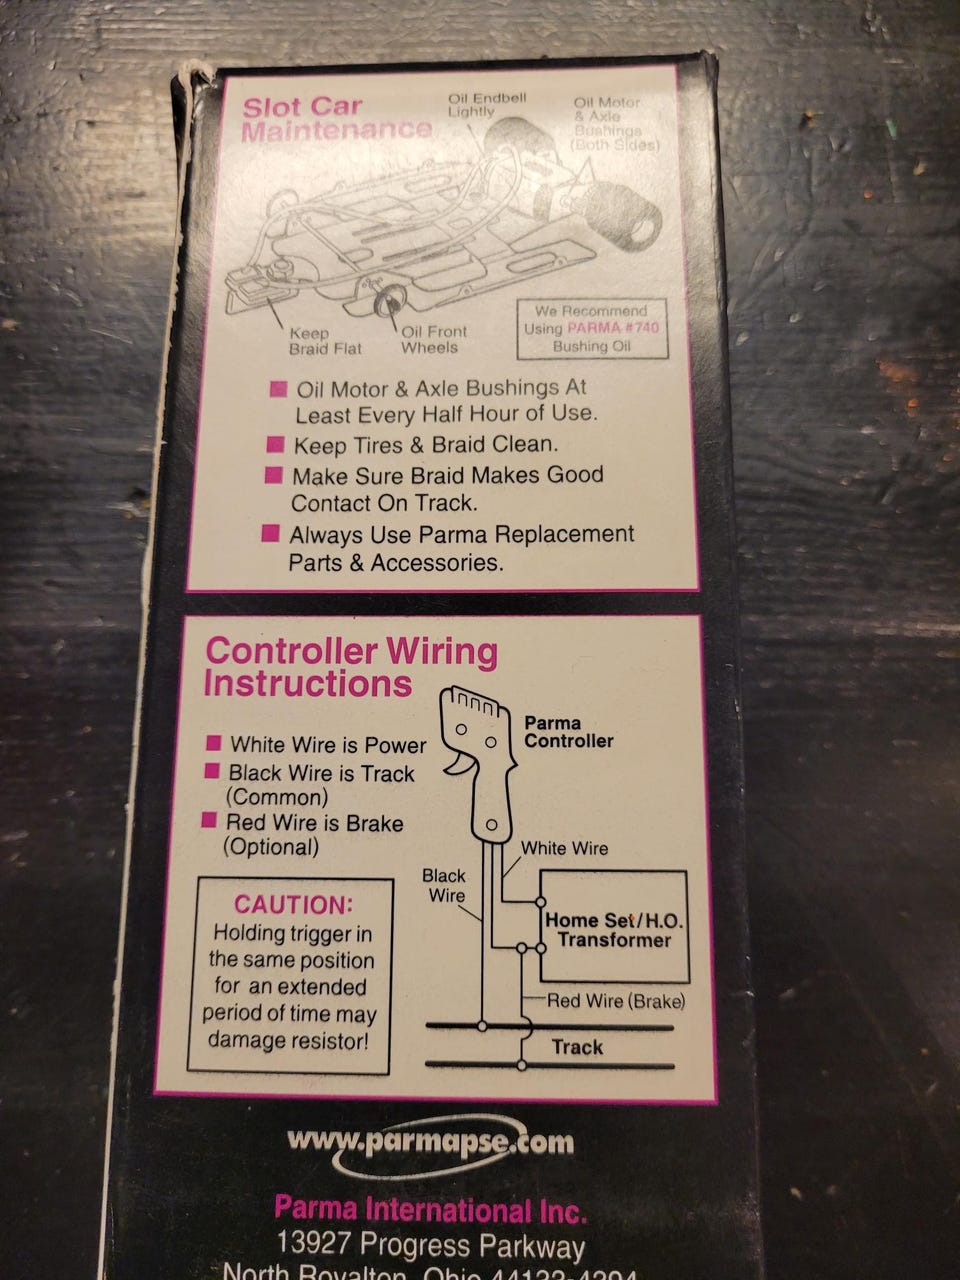 Slot Car
Maintenance
Oil Endbell
Lightly
Oil Motor
& Axle
Bushings
(Both Sides)
Keep
Braid Flat
Oil Front
Wheels
We Recommend
Using PARMA #740
Bushing Oil
Oil Motor & Axle Bushings At
Least Every Half Hour of Use.
Keep Tires & Braid Clean.
Make Sure Braid Makes Good
Contact On Track.
Always Use Parma Replacement
Parts & Accessories.
Controller Wiring
Instructions
White Wire is Power
Black Wire is Track
(Common)
Red Wire is Brake
(Optional)
Parma
Controller
White Wire
Black
Wire
Home Set/H.O.
Transformer
Red Wire (Brake)
Track
CAUTION:
Holding trigger in
the same position
for an extended
period of time may
damage resistor!
www.parmapse.com
Parma International Inc.
13927 Progress Parkway
North Royalton, Ohio 44133-4394